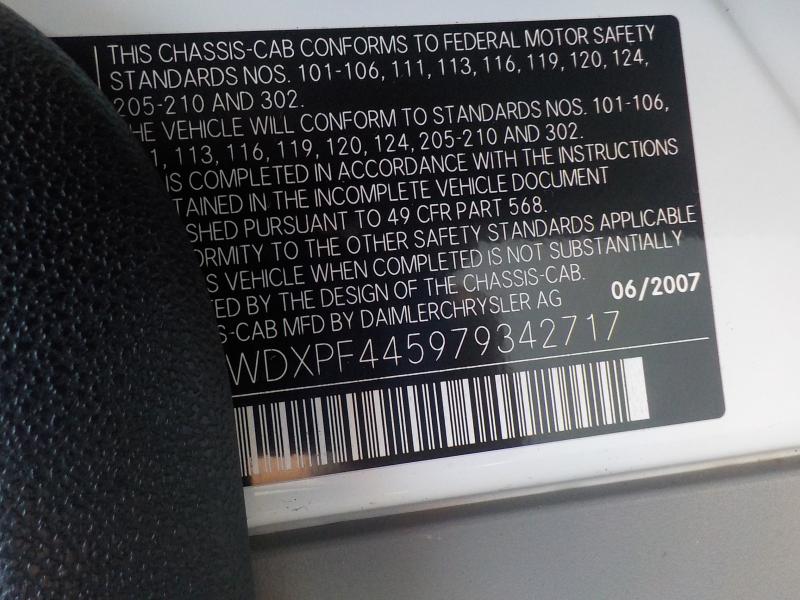 THIS CHASSIS-CAB CONFORMS TO FEDERAL MOTOR SAFETY
STANDARDS NOS. 101-106, 111, 113, 116, 119, 120, 124,
205-210 AND 302.
HE VEHICLE WILL CONFORM TO STANDARDS NOS. 101-106,
1, 113, 116, 119, 120, 124, 205-210 AND 302.
IS COMPLETED IN ACCORDANCE WITH THE INSTRUCTIONS
TAINED IN THE INCOMPLETE VEHICLE DOCUMENT
SHED PURSUANT TO 49 CFR PART 568.
ORMITY TO THE OTHER SAFETY STANDARDS APPLICABLE
S VEHICLE WHEN COMPLETED IS NOT SUBSTANTIALLY
TED BY THE DESIGN OF THE CHASSIS-CAB.
S-CAB MFD BY DAIMLERCHRYSLER AG 06/2007
WDXPF445979342717